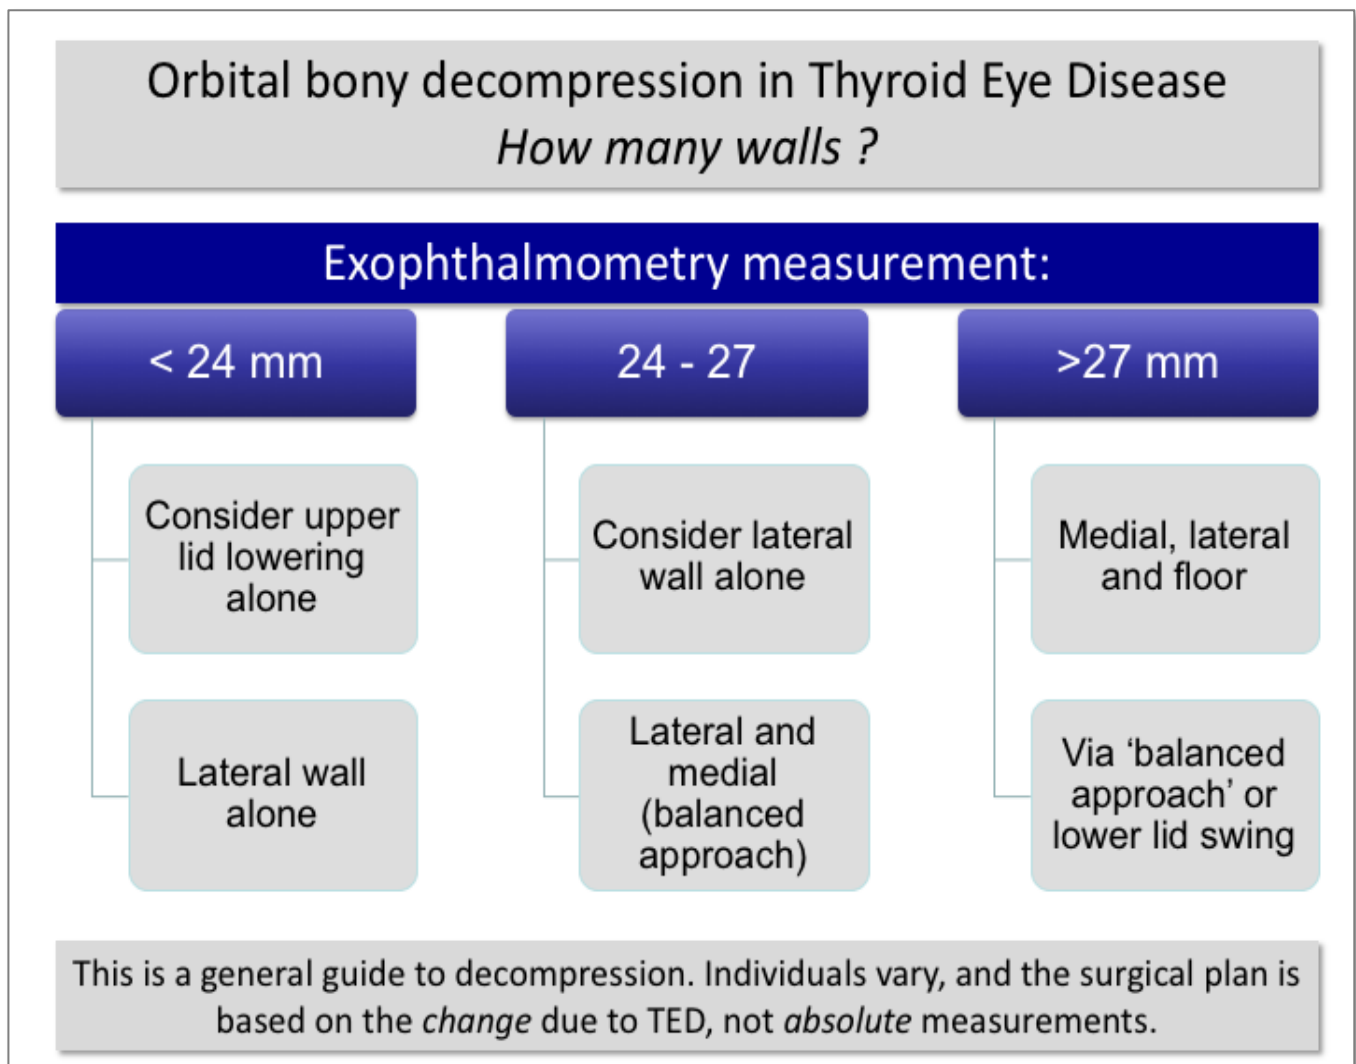 Orbital bony decompression in Thyroid Eye Disease
How many walls ?
Exophthalmometry measurement:
< 24 mm
Consider upper
lid lowering
alone
Lateral wall
alone
24 - 27
Consider lateral
wall alone
Lateral and
medial
(balanced
approach)
>27 mm
Medial, lateral
and floor
Via ‘balanced
approach’ or
lower lid swing
This is a general guide to decompression. Individuals vary, and the surgical plan is
based on the change due to TED, not absolute measurements.